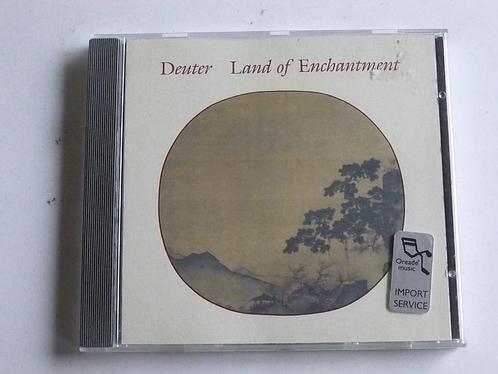 Deuter Land of Enchantment
Oreade
music
IMPORT
SERVICE